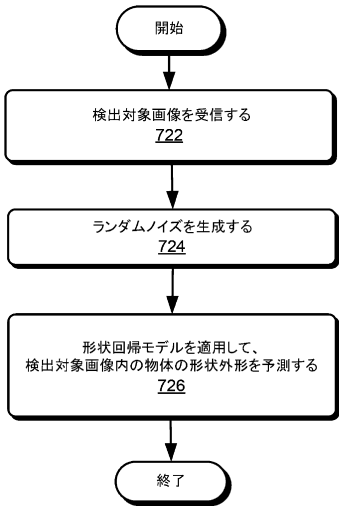 開始
検出対象画像を受信する
722
ランダムノイズを生成する
724
形状回帰モデルを適用して、
検出対象画像内の物体の形状外形を予測する
726
終了